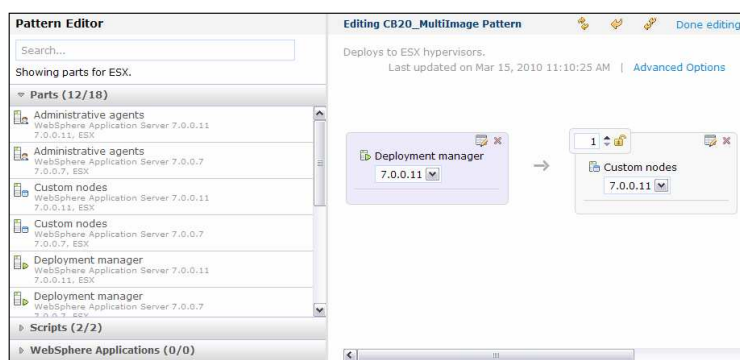 Pattern Editor
Search...
Showing parts for ESX.
Parts (12/18)
Administrative agents
WebSphere Application Server 7.0.0.11
7.0.0.11, ESX
Administrative agents
WebSphere Application Server 7.0.0.7
7.0.0.7, ESX
Custom nodes
WebSphere Application Server 7.0.0.11
7.0.0.11, ESX
Custom nodes
WebSphere Application Server 7.0.0.7
7.0.0.7, ESX
Deployment manager
WebSphere Application Server 7.0.0.11
7.0.0.11, ESX
Deployment manager
WebSphere Application Server 7.0.0.7
7.0.0.7, ESX
Scripts (2/2)
WebSphere Applications (0/0)
Editing CB20_MultiImage Pattern
Done editing
Deploys to ESX hypervisors.
Last updated on Mar 15, 2010 11:10:25 AM | Advanced Options
Deployment manager
7.0.0.11
1
Custom nodes
7.0.0.11